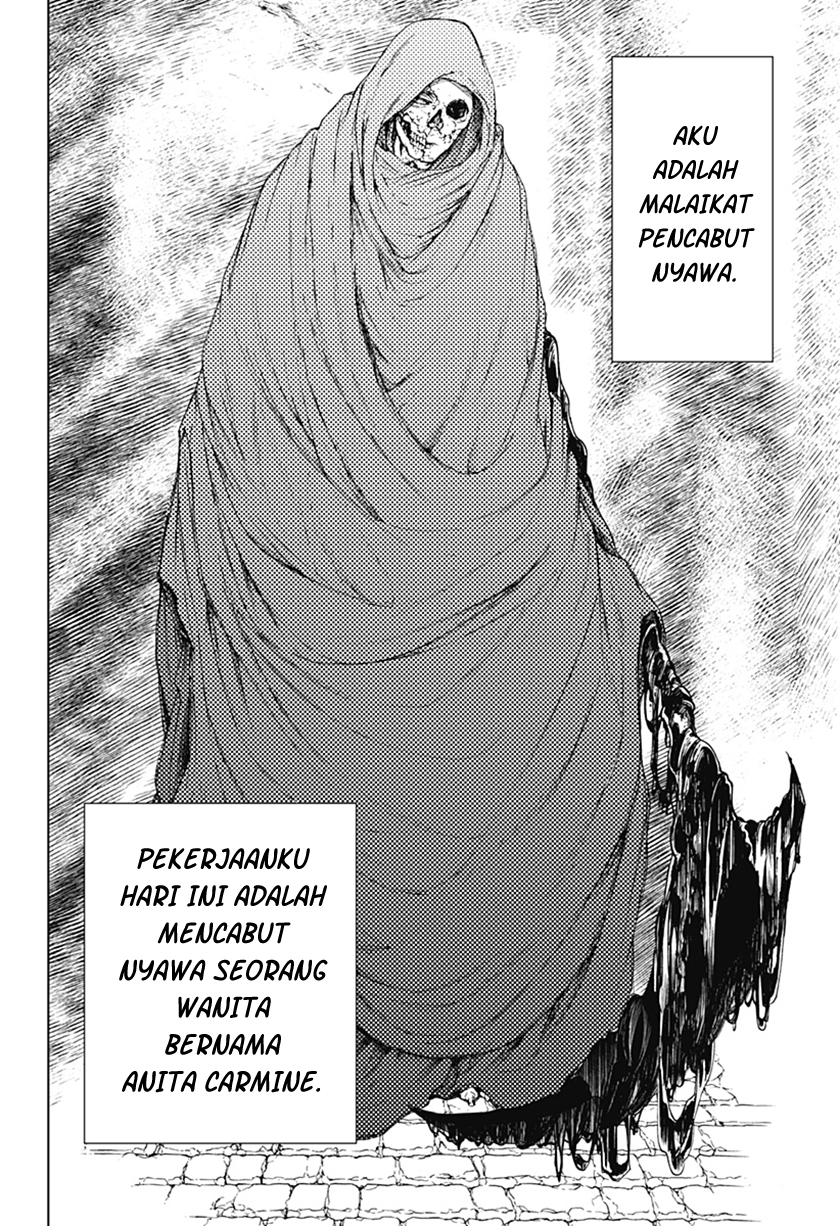 AKU
ADALAH
MALAIKAT
PENCABUT
NYAWA.
PEKERJAANKU
HARI INI ADALAH
MENCABUT
NYAWA SEORANG
WANITA
BERNAMA
ANITA CARMINE.